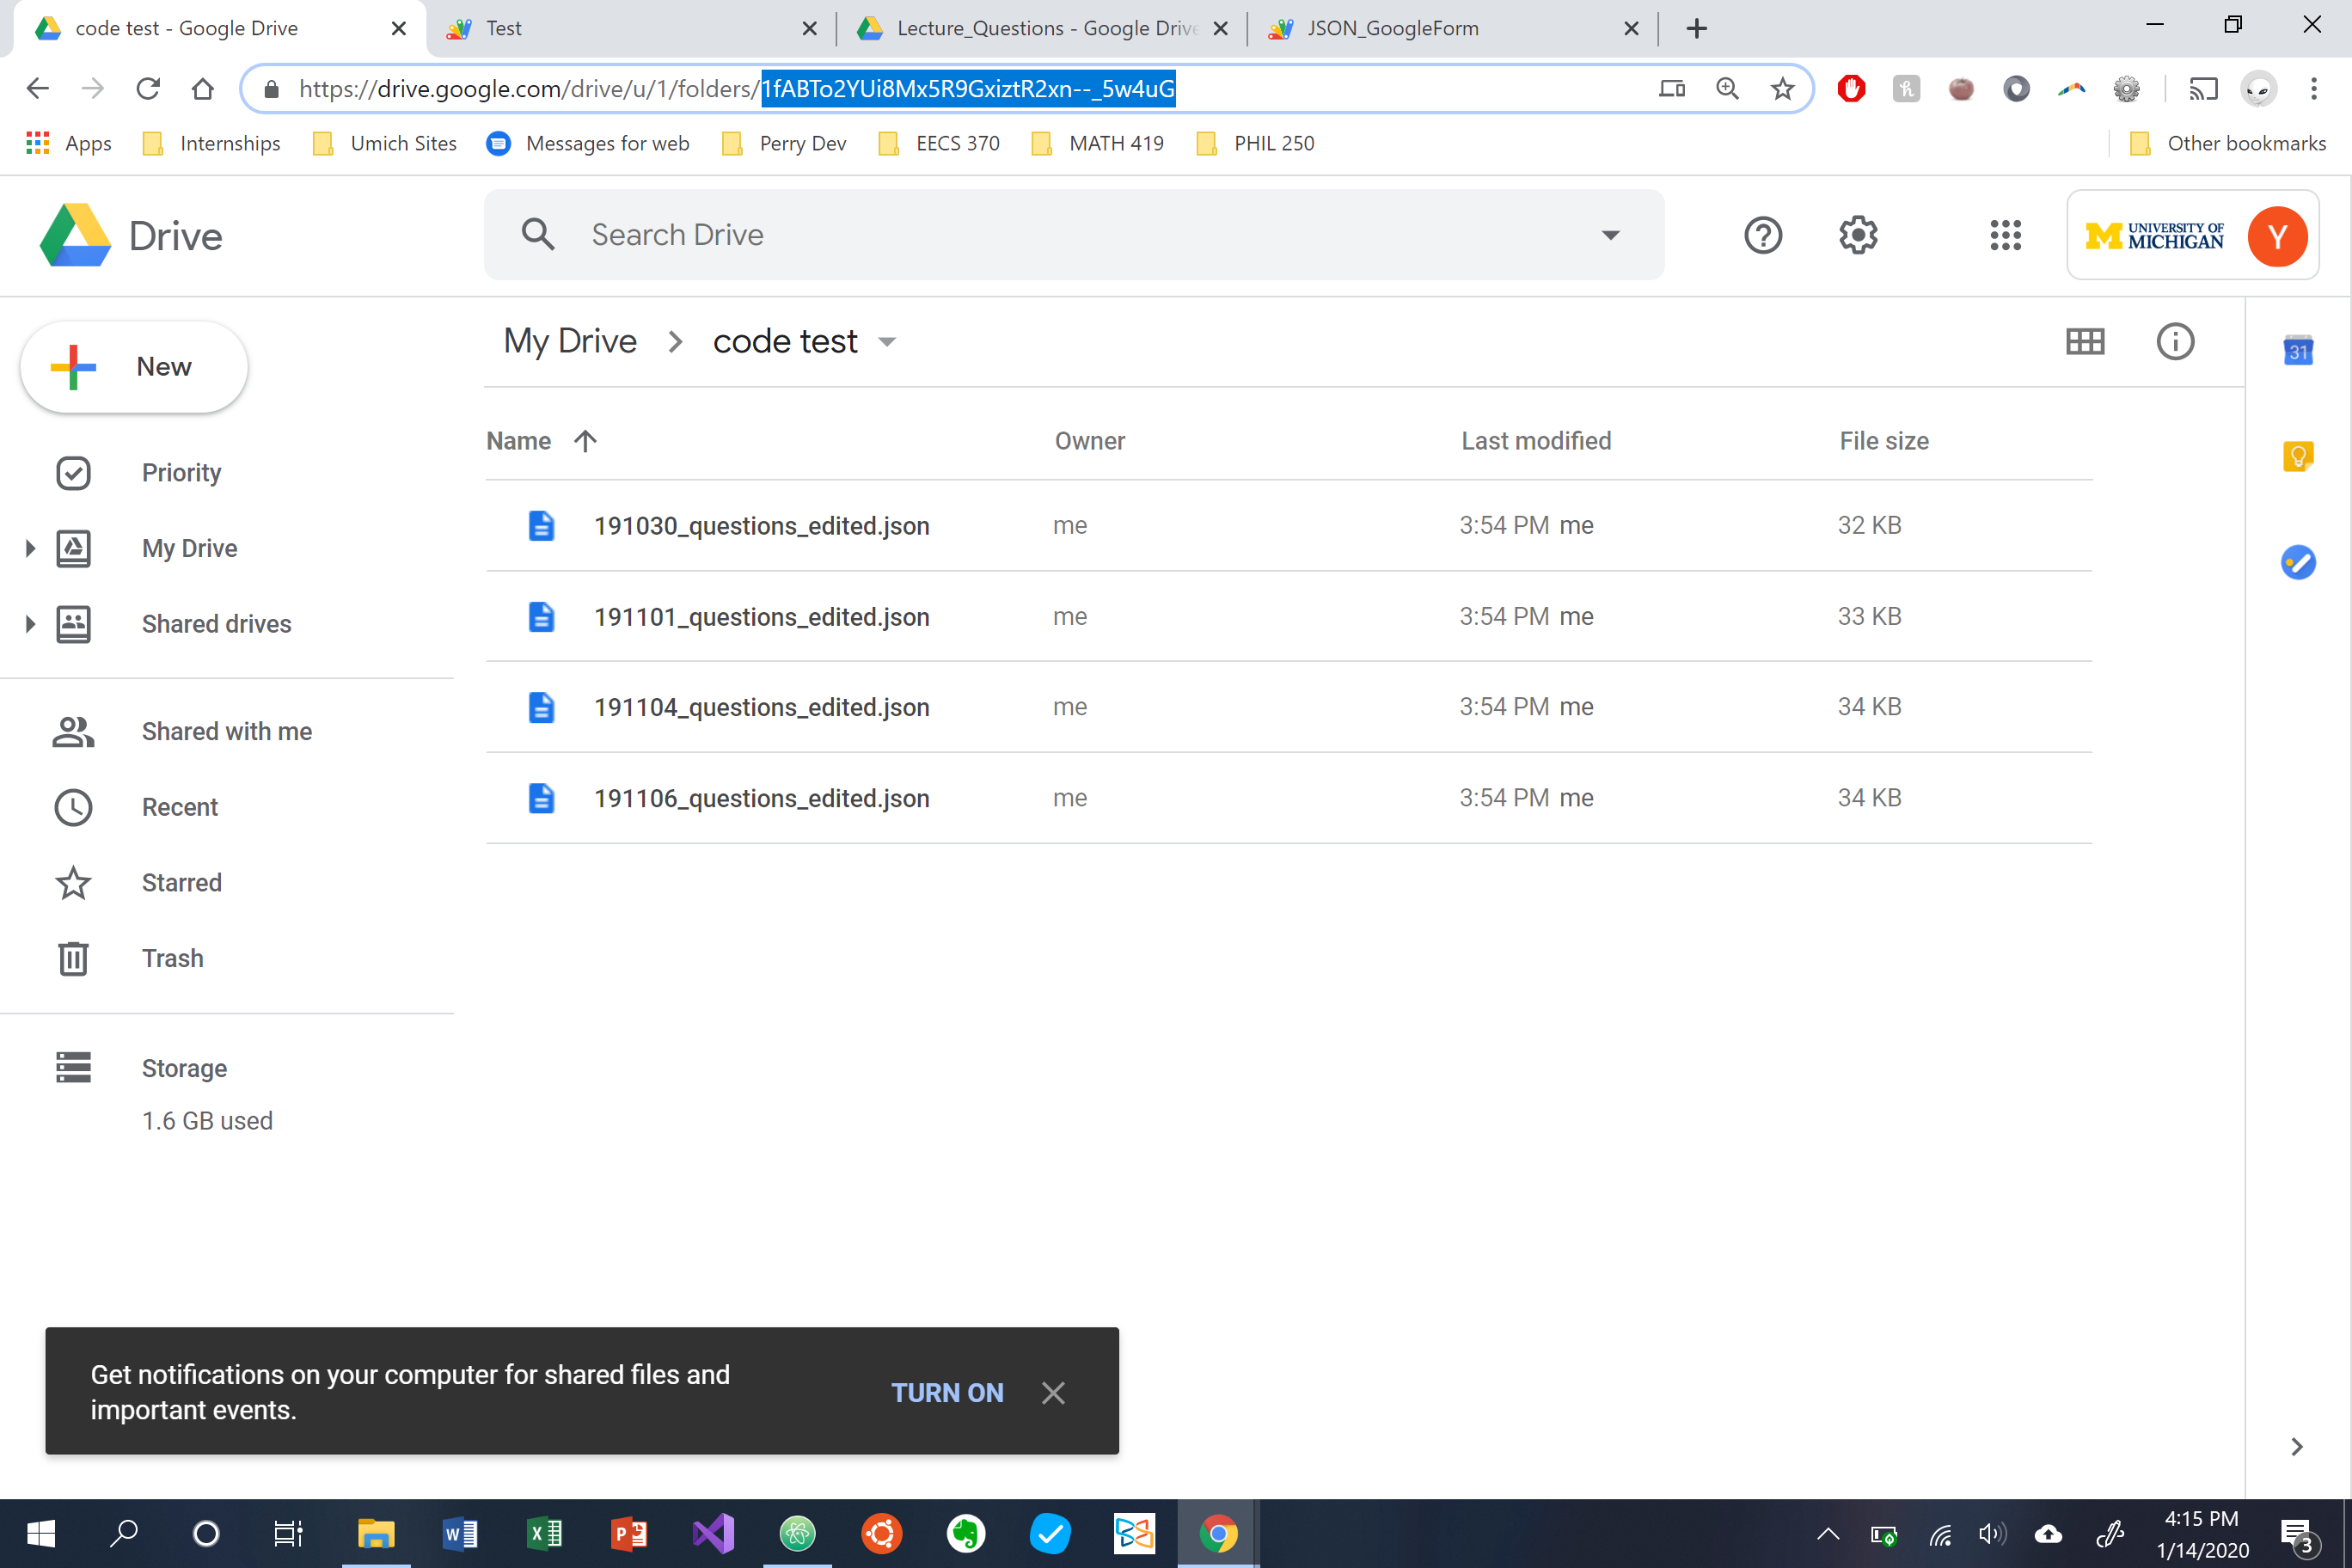 code test - Google Drive
Test
Lecture_Questions - Google Drive
JSON_GoogleForm
https://drive.google.com/drive/u/1/folders/1fABTo2YUi8Mx5R9GxiztR2xn--_5w4uG
Apps
Internships
Umich Sites
Messages for web
Perry Dev
EECS 370
MATH 419
PHIL 250
Other bookmarks
Drive
Search Drive
UNIVERSITY OF
MICHIGAN
Y
New
My Drive
code test
31
Name
Owner
Last modified
File size
Priority
My Drive
Shared drives
Shared with me
Recent
Starred
Trash
Storage
1.6 GB used
191030_questions_edited.json me 3:54 PM me 32 KB
191101_questions_edited.json me 3:54 PM me 33 KB
191104_questions_edited.json me 3:54 PM me 34 KB
191106_questions_edited.json me 3:54 PM me 34 KB
Get notifications on your computer for shared files and
important events.
TURN ON
4:15 PM
1/14/2020
3